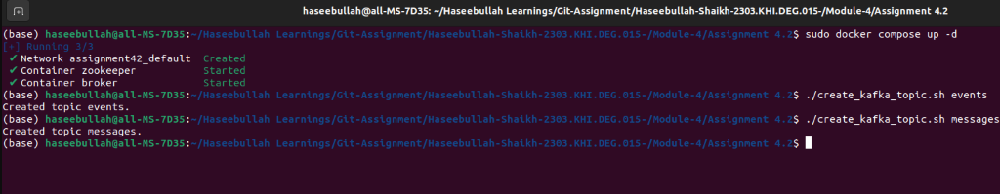 haseebullah@all-MS-7D35: ~/Haseebullah Learnings/Git-Assignment/Haseebullah-Shaikh-2303.KHI.DEG.015-/Module-4/Assignment 4.2
(base) haseebullah@all-MS-7D35:~/Haseebullah Learnings/Git-Assignment/Haseebullah-Shaikh-2303.KHI.DEG.015-/Module-4/Assignment 4.2$ sudo docker compose up -d
[+] Running 3/3
✔ Network assignment42_default Created
✔ Container zookeeper Started
✔ Container broker Started
(base) haseebullah@all-MS-7D35:~/Haseebullah Learnings/Git-Assignment/Haseebullah-Shaikh-2303.KHI.DEG.015-/Module-4/Assignment 4.2$ ./create_kafka_topic.sh events
Created topic events.
(base) haseebullah@all-MS-7D35:~/Haseebullah Learnings/Git-Assignment/Haseebullah-Shaikh-2303.KHI.DEG.015-/Module-4/Assignment 4.2$ ./create_kafka_topic.sh messages
Created topic messages.
(base) haseebullah@all-MS-7D35:~/Haseebullah Learnings/Git-Assignment/Haseebullah-Shaikh-2303.KHI.DEG.015-/Module-4/Assignment 4.2$